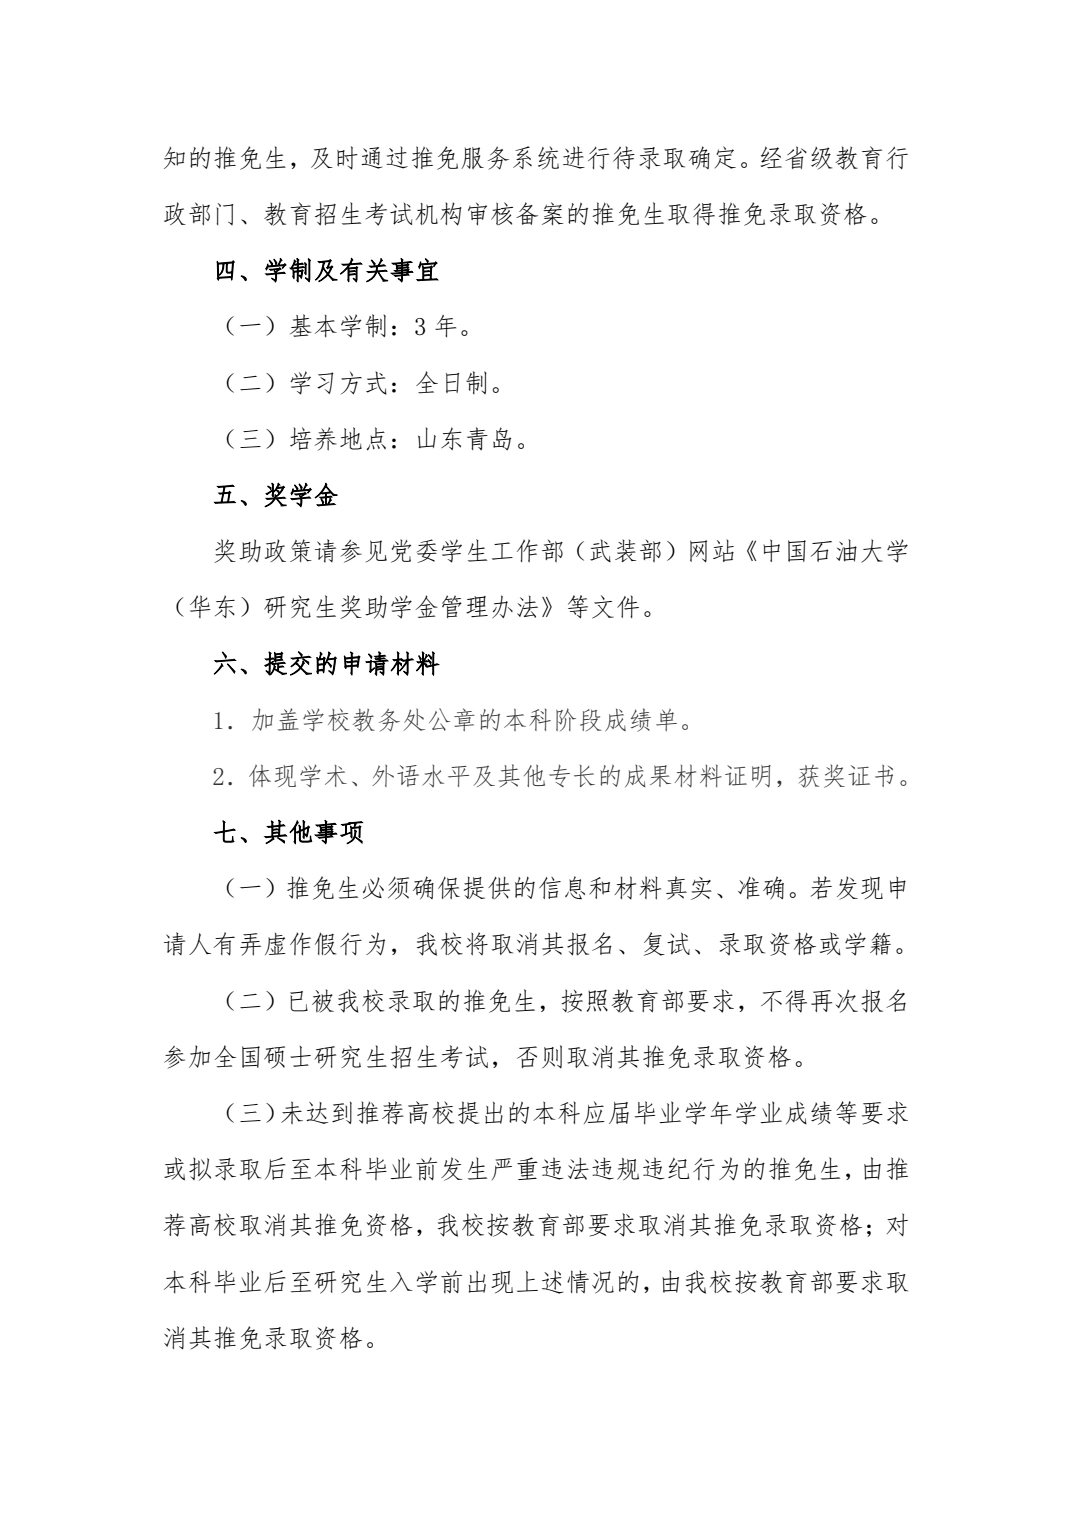 知的推免生，及时通过推免服务系统进行待录取确定。经省级教育行
政部门、教育招生考试机构审核备案的推免生取得推免录取资格。
四、学制及有关事宜
（一）基本学制：3 年。
（二）学习方式：全日制。
（三）培养地点：山东青岛。
五、奖学金
奖助政策请参见党委学生工作部（武装部）网站《中国石油大学
（华东）研究生奖助学金管理办法》等文件。
六、提交的申请材料
1．加盖学校教务处公章的本科阶段成绩单。
2．体现学术、外语水平及其他专长的成果材料证明，获奖证书。
七、其他事项
（一）推免生必须确保提供的信息和材料真实、准确。若发现申
请人有弄虚作假行为，我校将取消其报名、复试、录取资格或学籍。
（二）已被我校录取的推免生，按照教育部要求，不得再次报名
参加全国硕士研究生招生考试，否则取消其推免录取资格。
（三）未达到推荐高校提出的本科应届毕业学年学业成绩等要求
或拟录取后至本科毕业前发生严重违法违规违纪行为的推免生，由推
荐高校取消其推免资格，我校按教育部要求取消其推免录取资格；对
本科毕业后至研究生入学前出现上述情况的，由我校按教育部要求取
消其推免录取资格。